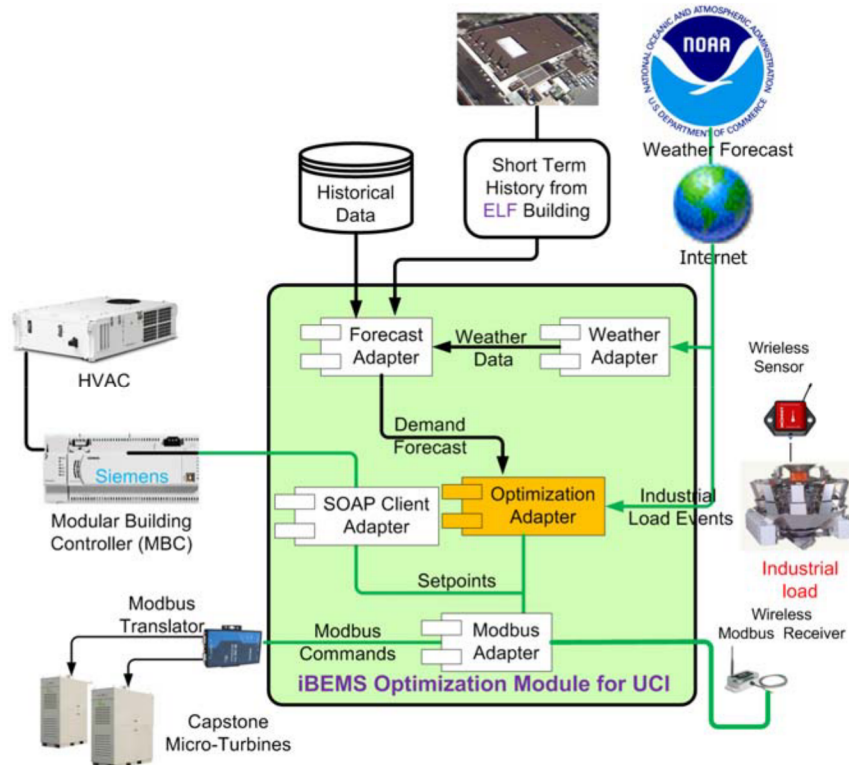 NATIONAL OCEANIC AND ATMOSPHERIC ADMINISTRATION
NOAA
U.S. DEPARTMENT OF COMMERCE
Weather Forecast
Historical
Data
Short Term
History from
ELF Building
Internet
HVAC
Forecast
Adapter
Weather
Data
Weather
Adapter
Wrieless
Sensor
Demand
Forecast
Siemens
Modular Building
Controller (MBC)
SOAP Client
Adapter
Optimization
Adapter
Industrial
Load Events
Industrial
load
Setpoints
Modbus
Translator
Modbus
Commands
Modbus
Adapter
Wireless
Modbus Receiver
iBEMS Optimization Module for UCI
Capstone
Micro-Turbines